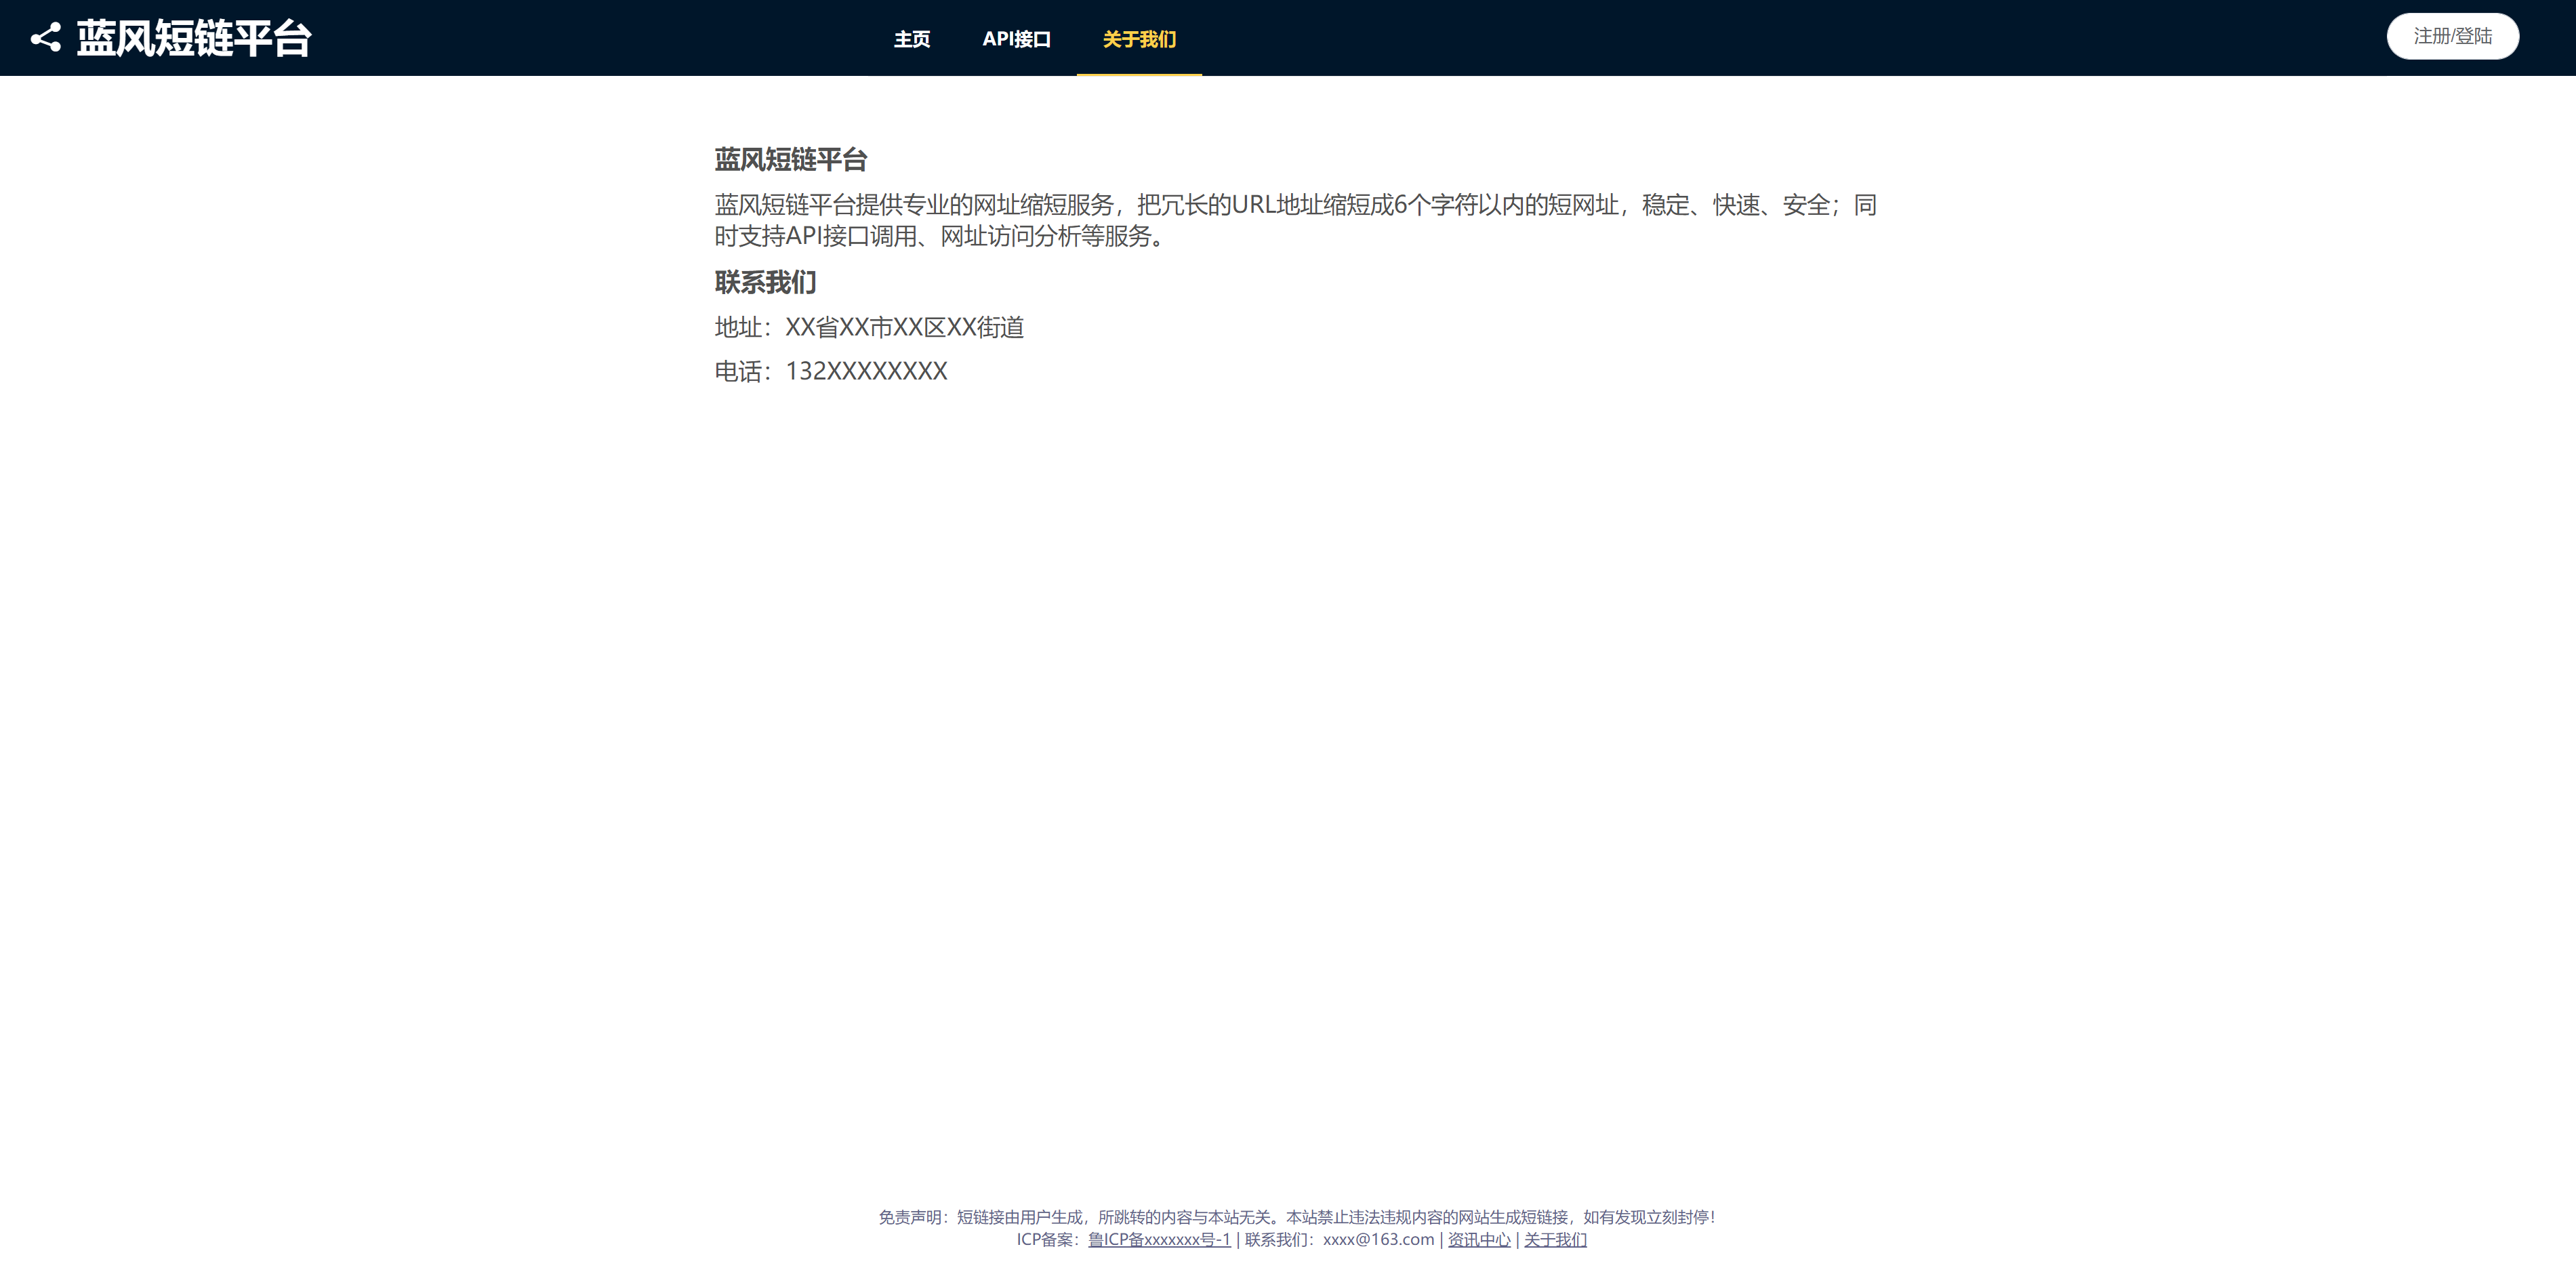 蓝风短链平台
主页
API接口
关于我们
注册/登陆
蓝风短链平台
蓝风短链平台提供专业的网址缩短服务，把冗长的URL地址缩短成6个字符以内的短网址，稳定、快速、安全；同
时支持API接口调用、网址访问分析等服务。
联系我们
地址：XX省XX市XX区XX街道
电话：132XXXXXXXX
免责声明：短链接由用户生成，所跳转的内容与本站无关。本站禁止违法违规内容的网站生成短链接，如有发现立刻封停！
ICP备案：鲁ICP备xxxxxxx号-1 | 联系我们：xxxx@163.com | 资讯中心 | 关于我们